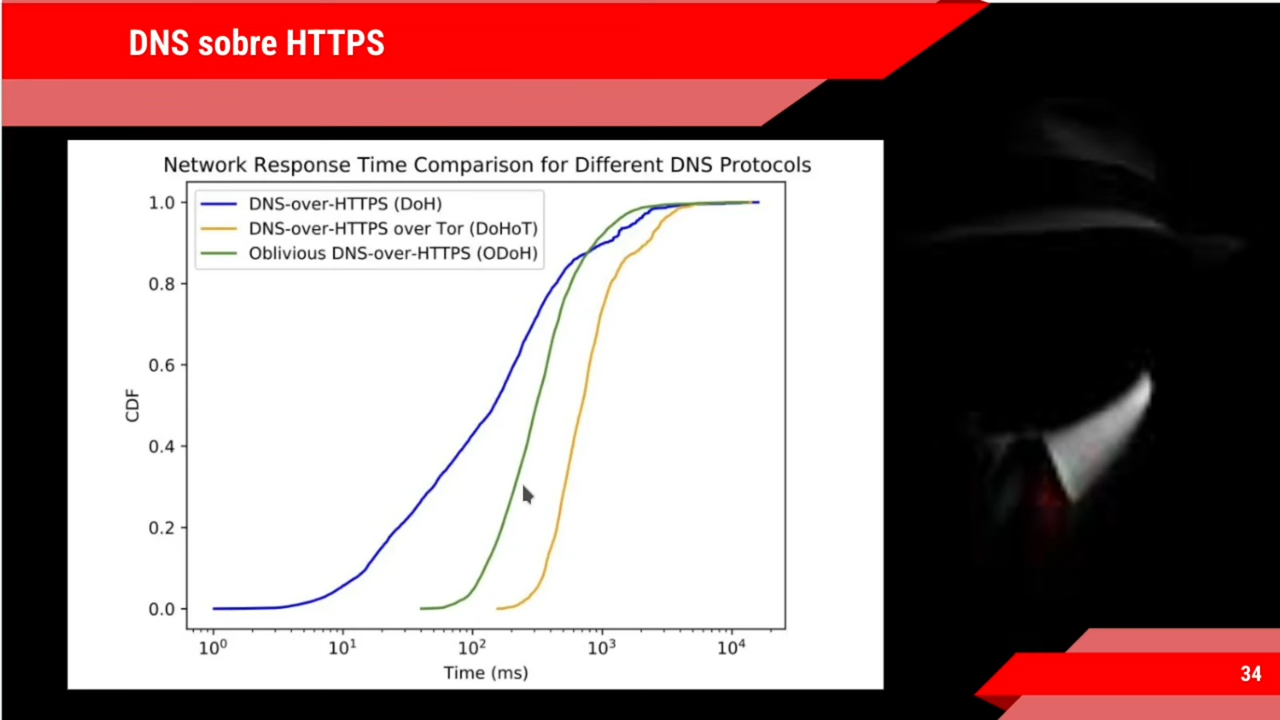 DNS sobre HTTPS
Network Response Time Comparison for Different DNS Protocols
DNS-over-HTTPS (DoH)
DNS-over-HTTPS over Tor (DoHoT)
Oblivious DNS-over-HTTPS (ODoH)
1.0
0.8
0.6
0.4
0.2
0.0
CDF
10⁰ 10¹ 10² 10³ 10⁴
Time (ms)
34